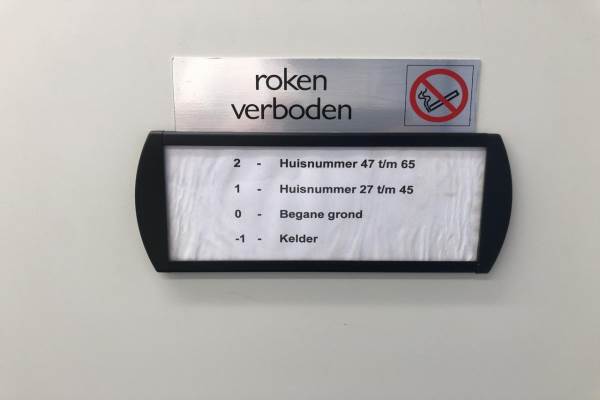 roken
verboden
2 - Huisnummer 47 t/m 65
1 - Huisnummer 27 t/m 45
0 - Begane grond
-1 - Kelder